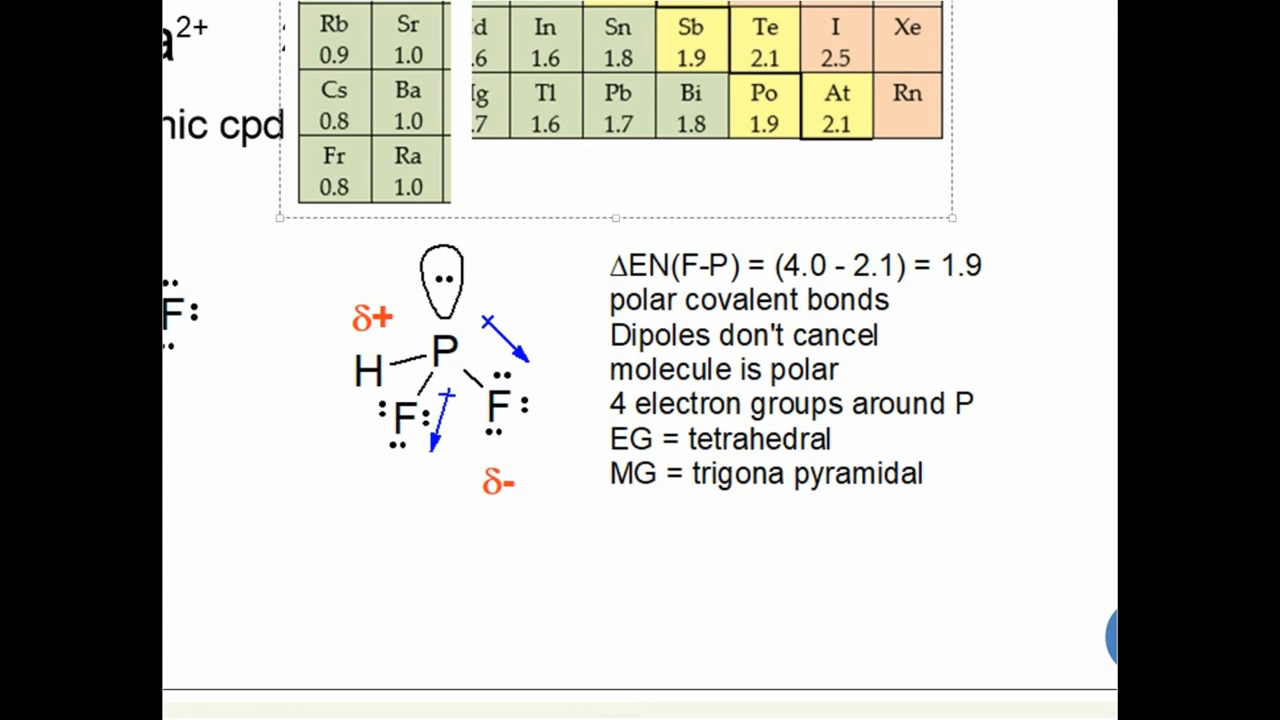 a2+
Rb Sr d In Sn Sb Te I Xe
0.9 1.0 .6 1.6 1.8 1.9 2.1 2.5
Cs Ba Tl Pb Bi Po At Rn
nic cpd 0.8 1.0 .7 1.6 1.7 1.8 1.9 2.1
Fr Ra
0.8 1.0
F
δ+
H P
F F
δ-
ΔEN(F-P) = (4.0 - 2.1) = 1.9
polar covalent bonds
Dipoles don't cancel
molecule is polar
4 electron groups around P
EG = tetrahedral
MG = trigona pyramidal